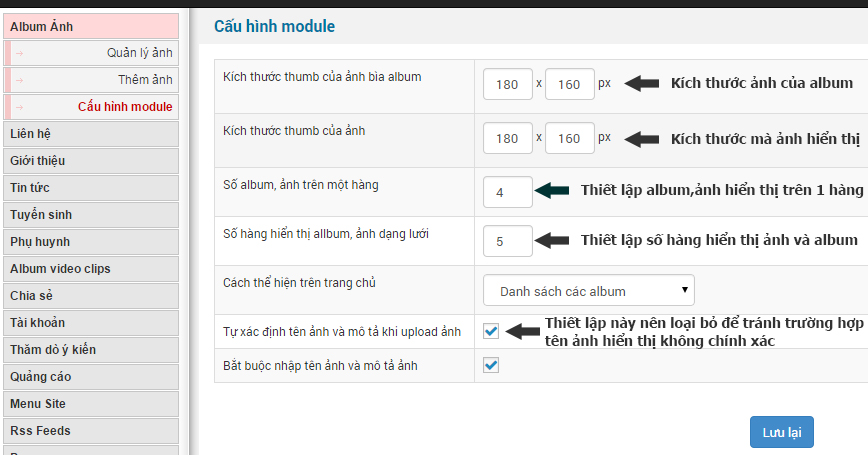 Album Ảnh
Quản lý ảnh
Thêm ảnh
Cấu hình module
Liên hệ
Giới thiệu
Tin tức
Tuyển sinh
Phụ huynh
Album video clips
Chia sẻ
Tài khoản
Thăm dò ý kiến
Quảng cáo
Menu Site
Rss Feeds
Cấu hình module
Kích thước thumb của ảnh bìa album
180 x 160 px
Kích thước ảnh của album
Kích thước thumb của ảnh
180 x 160 px
Kích thước mà ảnh hiển thị
Số album, ảnh trên một hàng
4
Thiết lập album,ảnh hiển thị trên 1 hàng
Số hàng hiển thị allbum, ảnh dạng lưới
5
Thiết lập số hàng hiển thị ảnh và album
Cách thể hiện trên trang chủ
Danh sách các album
Tự xác định tên ảnh và mô tả khi upload ảnh
Thiết lập này nên loại bỏ để tránh trường hợp
tên ảnh hiển thị không chính xác
Bắt buộc nhập tên ảnh và mô tả ảnh
Lưu lại